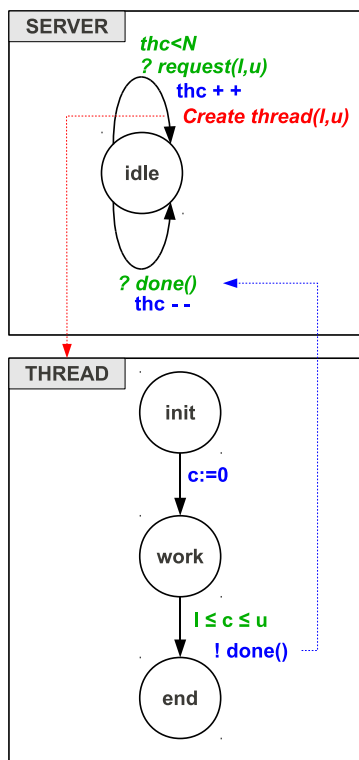 SERVER
thc<N
? request(l,u)
thc + +
Create thread(l,u)
idle
? done()
thc - -
THREAD
init
c:=0
work
l ≤ c ≤ u
! done()
end